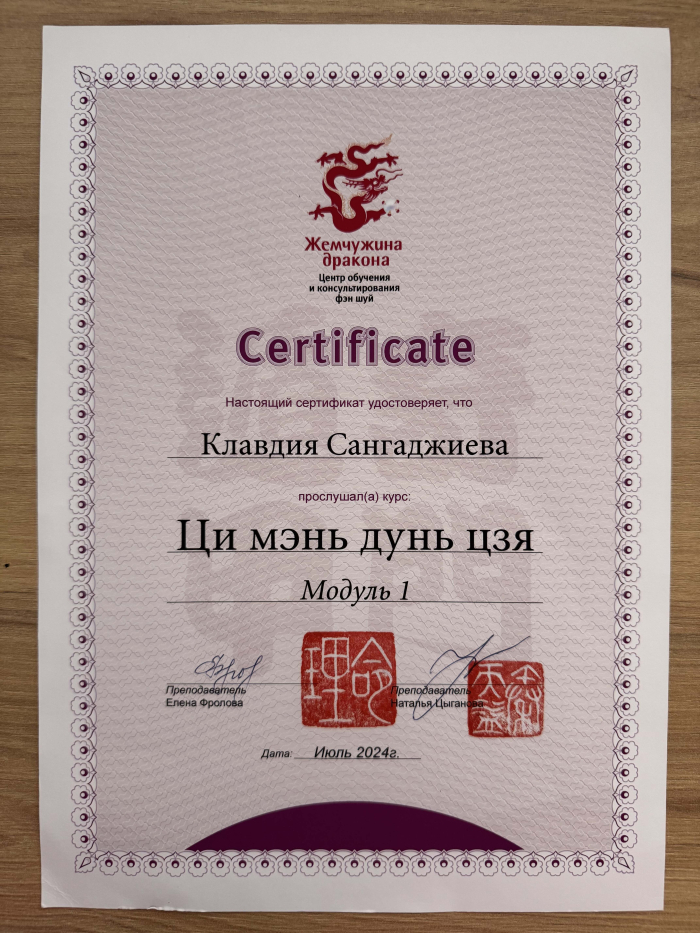 Жемчужина
дракона
Центр обучения
и консультирования
фэн шуй
Certificate
Настоящий сертификат удостоверяет, что
Клавдия Сангаджиева
прослушал(а) курс:
Ци мэнь дунь цзя
Модуль 1
Преподаватель
Елена Фролова
Преподаватель
Наталья Цыганова
Дата: Июль 2024г.